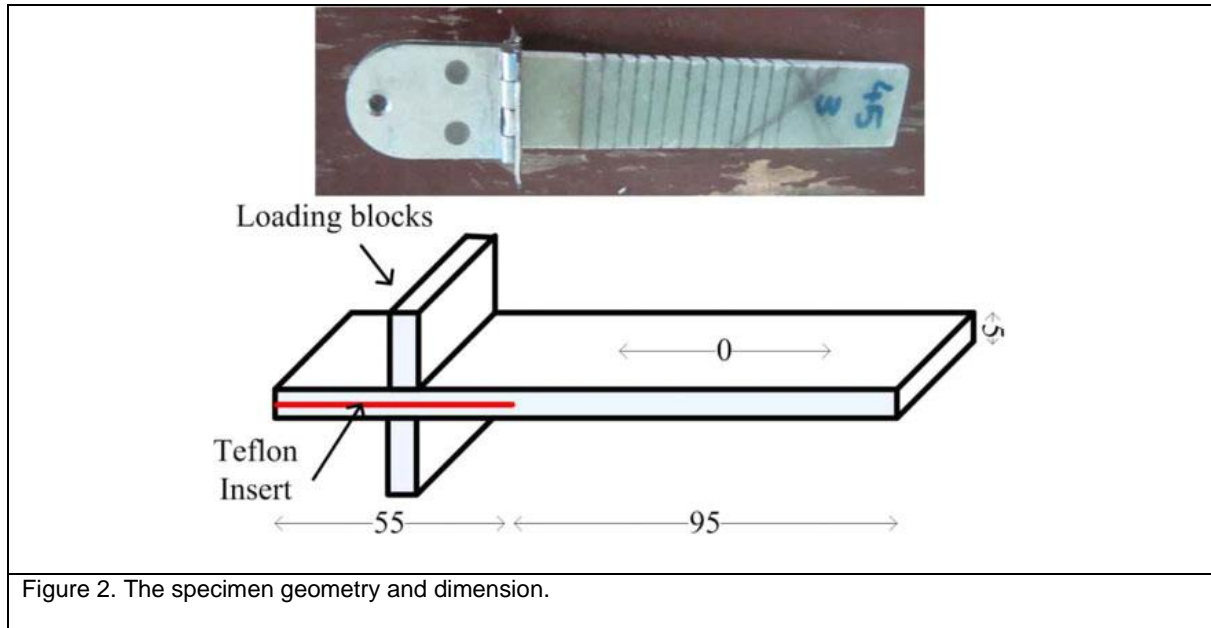 45
3
Loading blocks
0
5
Teflon
Insert
55
95
Figure 2. The specimen geometry and dimension.